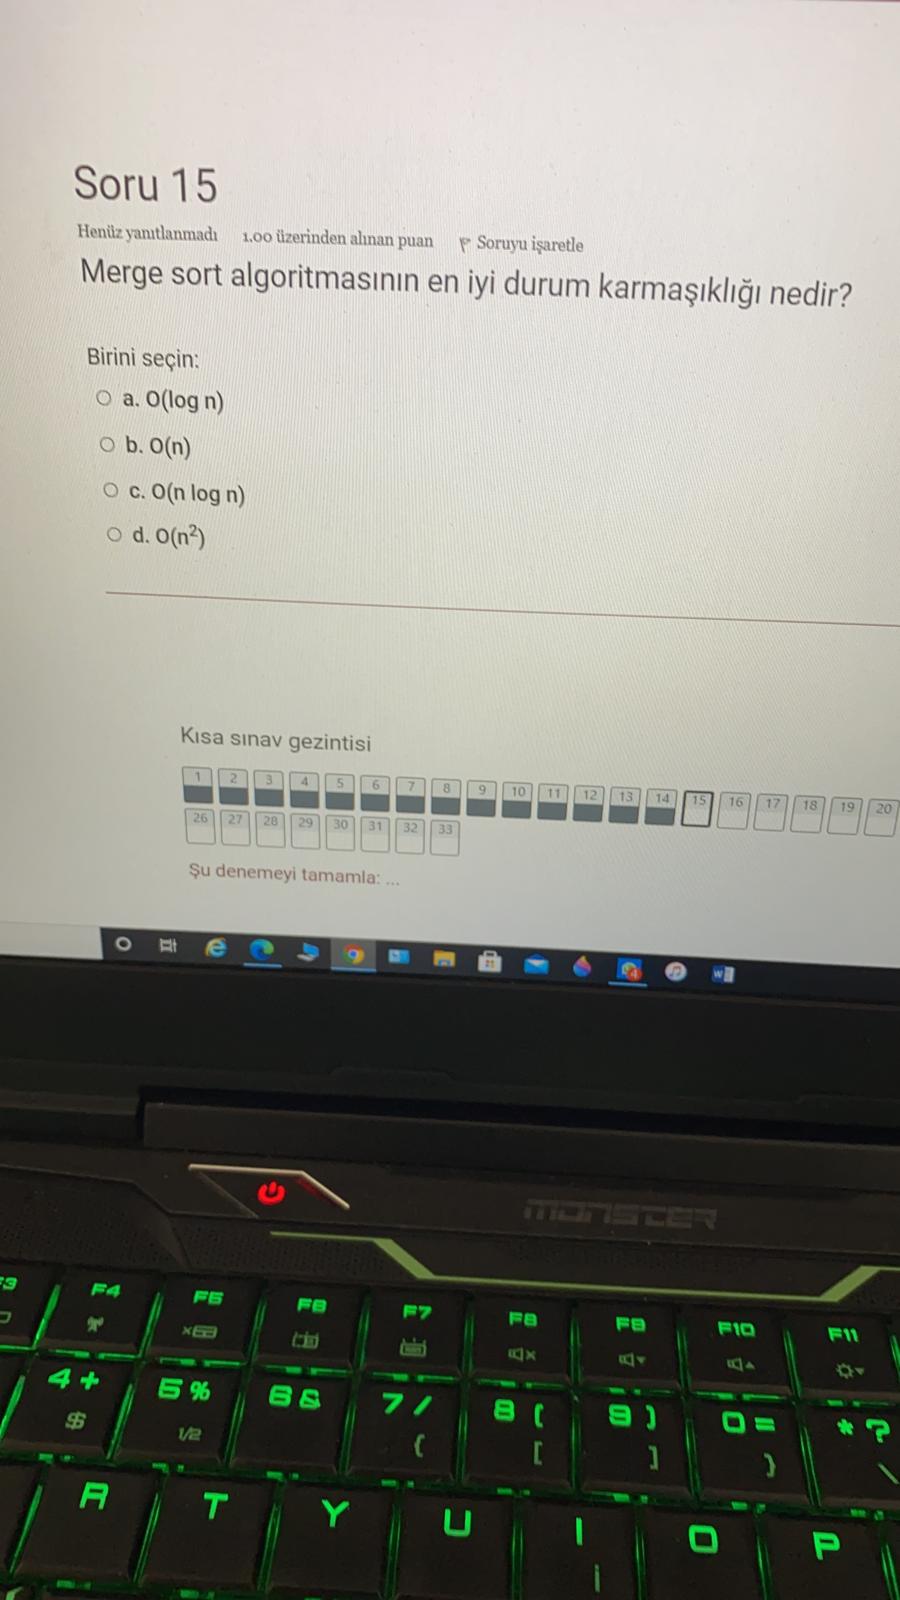 Soru 15
Henüz yanıtlanmadı 1.00 üzerinden alınan puan Soruyu işaretle
Merge sort algoritmasının en iyi durum karmaşıklığı nedir?
Birini seçin:
a. O(log n)
b. O(n)
c. O(n log n)
d. O(n²)
Kısa sınav gezintisi
1 2 3 4 5 6 7 8 9 10 11 12 13 14 15 16 17 18 19 20
26 27 28 29 30 31 32 33
Şu denemeyi tamamla: ...
monster
F3 F4 F5 F6 F7 F8 F9 F10 F11
4 + $ 5 % 1/2 6 & 7 / { 8 ( [ 9 ) ] 0 = } * ? \
R T Y U I i O P